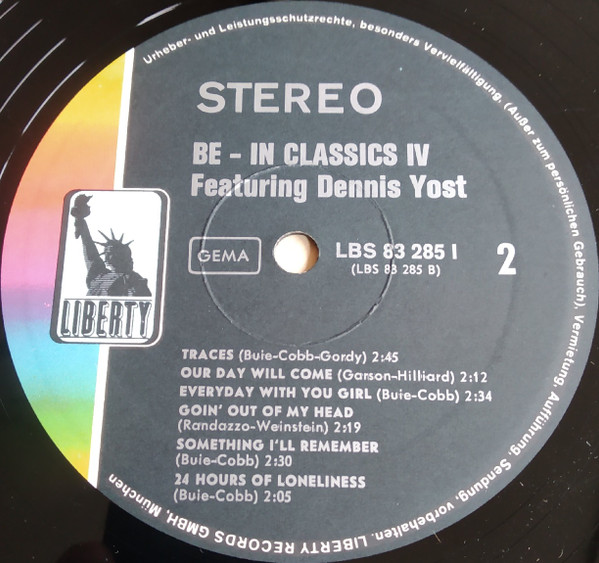 Urheber- und Leistungsschutzrechte, besonders Vervielfältigung, (Außer zum persönlichen Gebrauch), Vermietung, Aufführung, Sendung, vorbehalten. LIBERTY RECORDS GMBH, München
STEREO
BE - IN CLASSICS IV
Featuring Dennis Yost
GEMA
LBS 83 285 I
(LBS 83 285 B)
2
LIBERTY
TRACES (Buie-Cobb-Gordy) 2:45
OUR DAY WILL COME (Garson-Hilliard) 2:12
EVERYDAY WITH YOU GIRL (Buie-Cobb) 2:34
GOIN' OUT OF MY HEAD
(Randazzo-Weinstein) 2:19
SOMETHING I'LL REMEMBER
(Buie-Cobb) 2:30
24 HOURS OF LONELINESS
(Buie-Cobb) 2:05